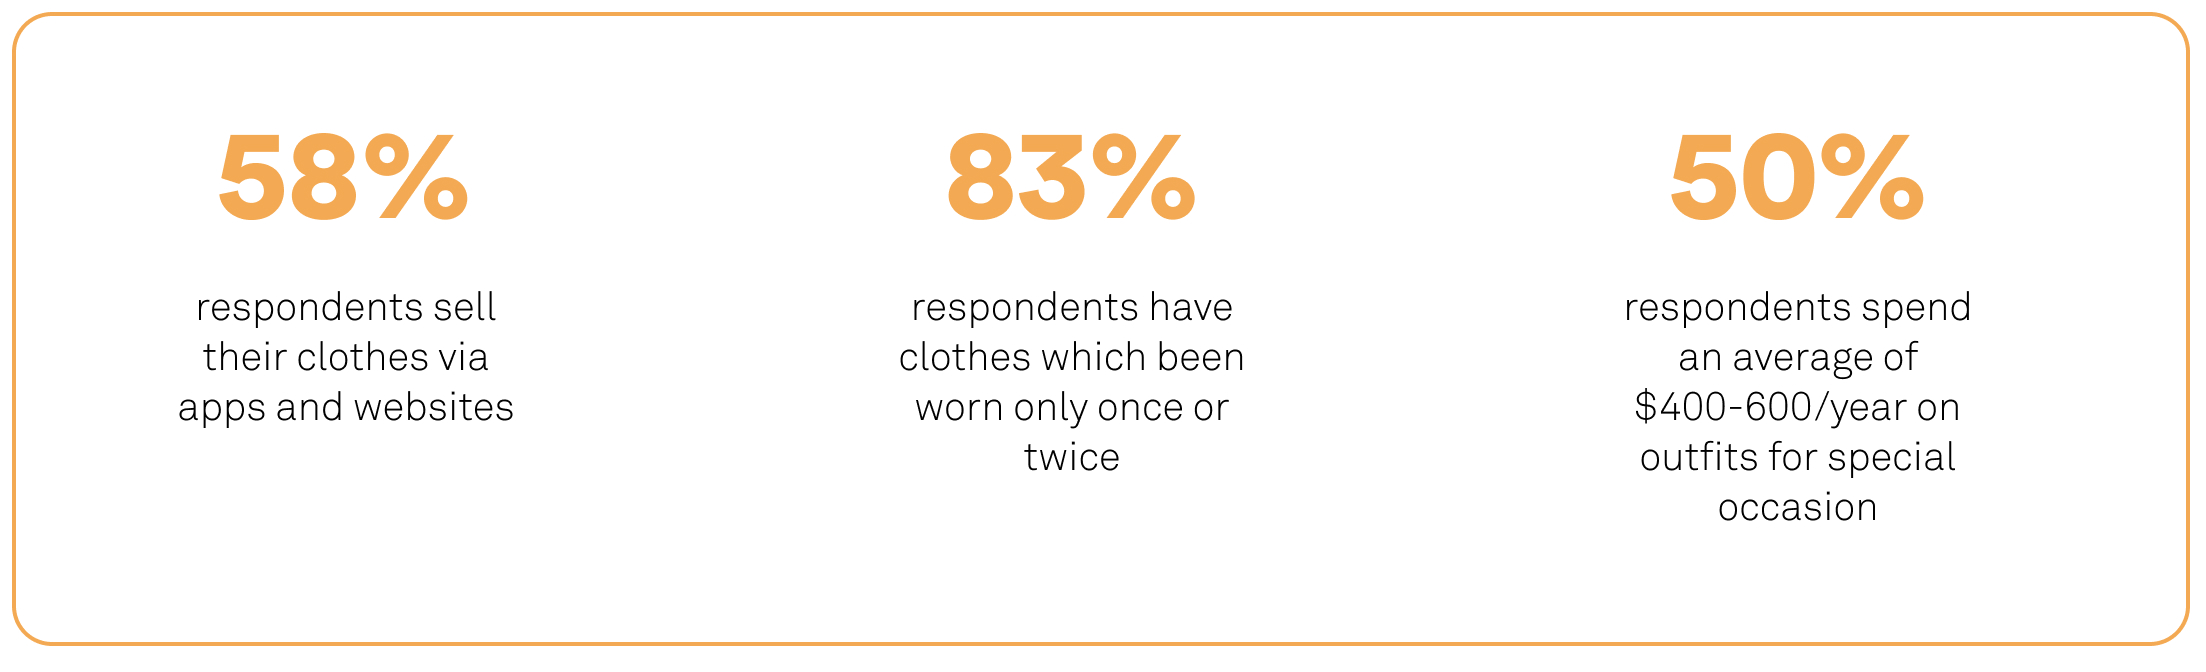 58%
respondents sell
their clothes via
apps and websites
83%
respondents have
clothes which been
worn only once or
twice
50%
respondents spend
an average of
$400-600/year on
outfits for special
occasion